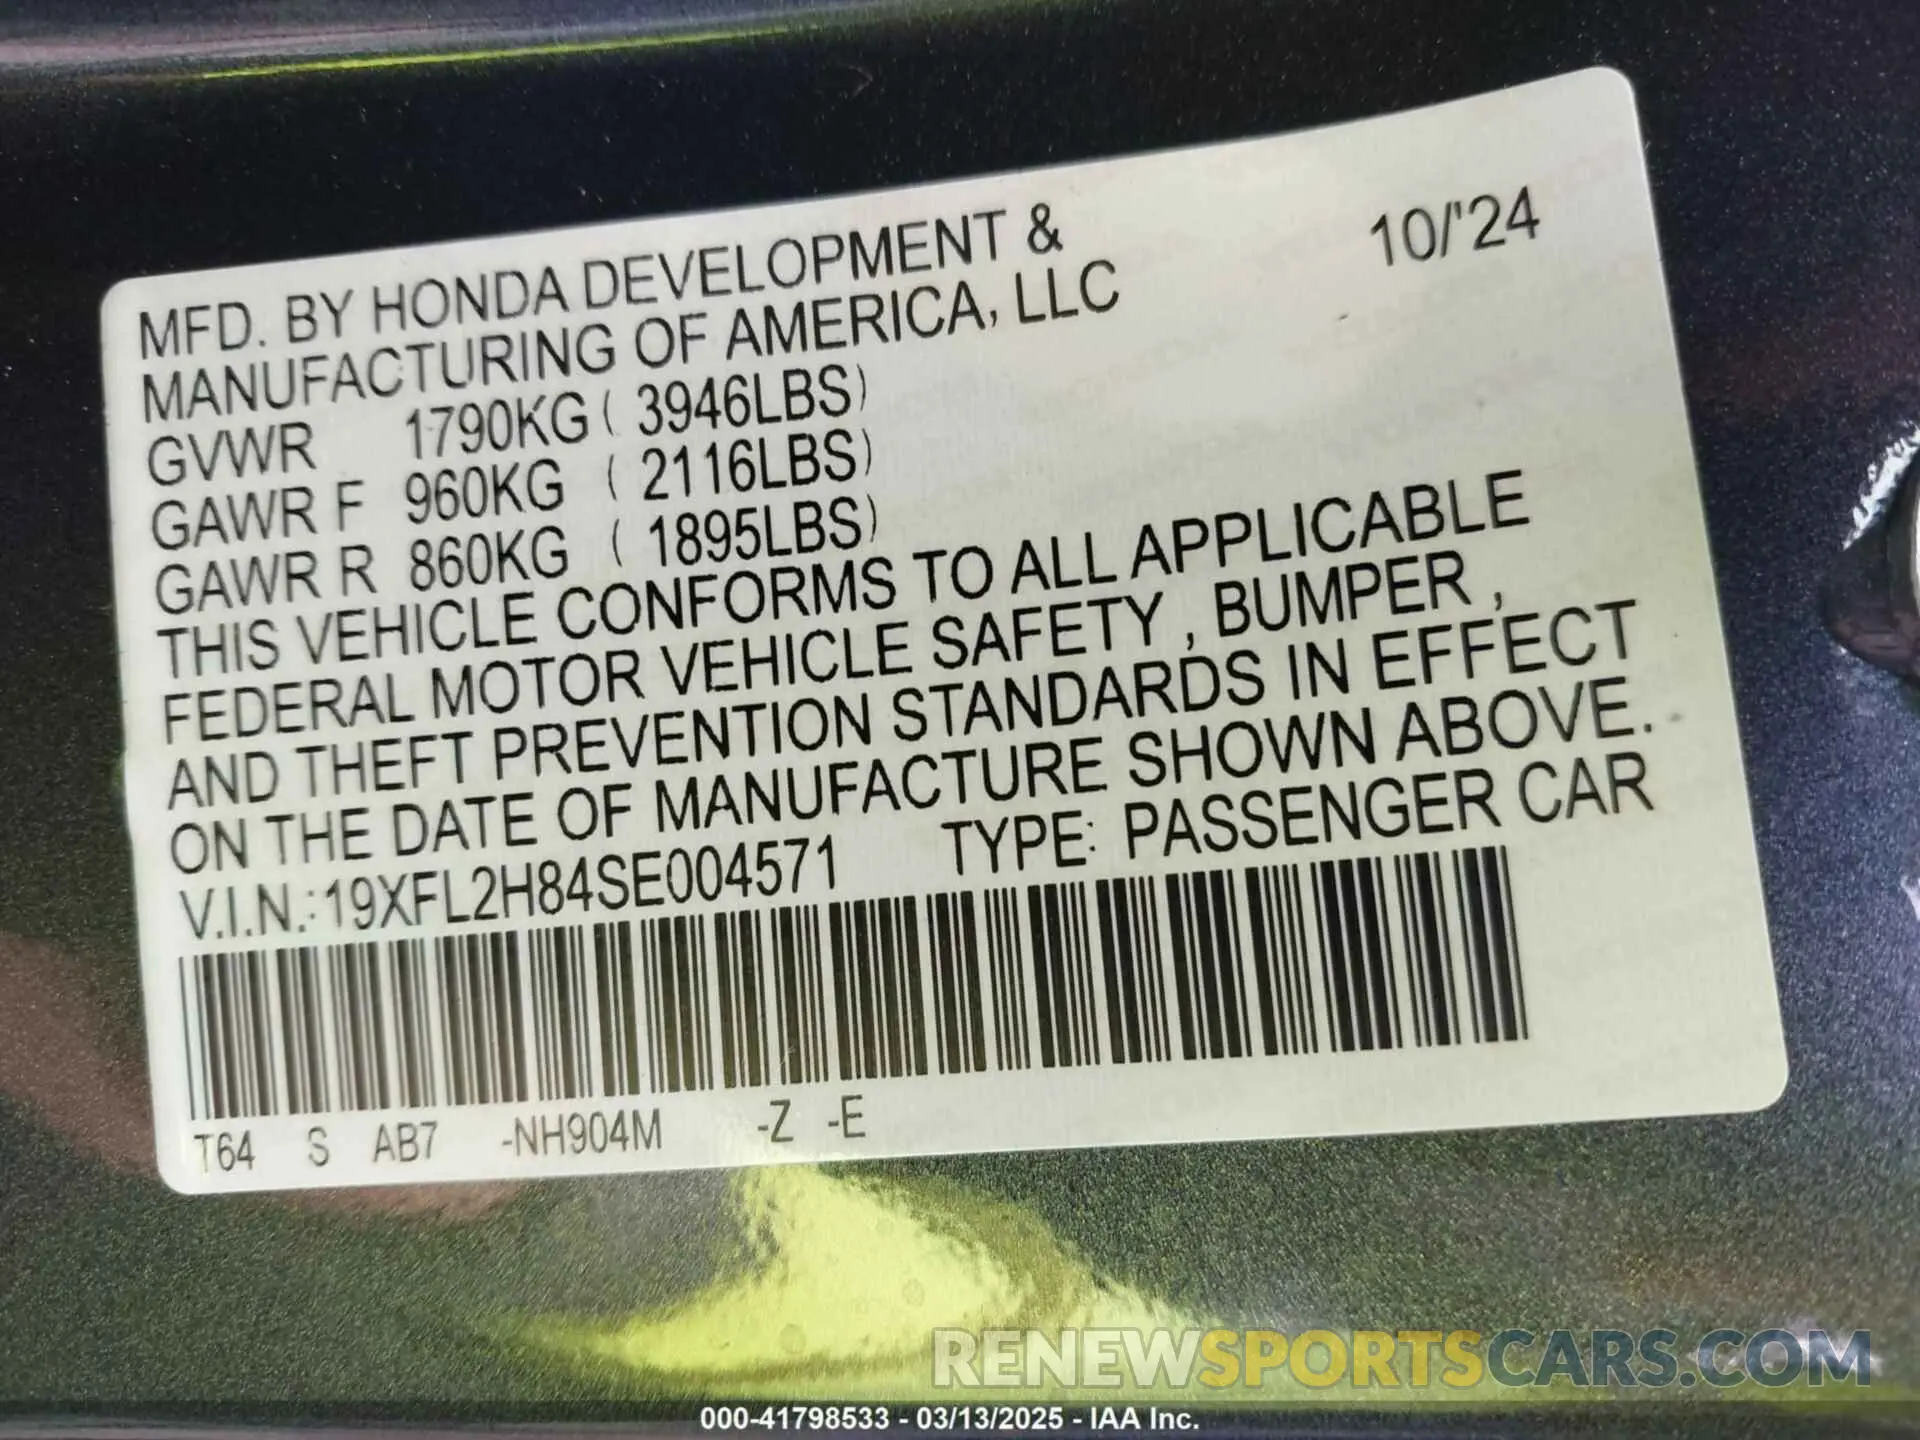 MFD. BY HONDA DEVELOPMENT & 10/'24
MANUFACTURING OF AMERICA, LLC
GVWR 1790KG ( 3946LBS)
GAWR F 960KG ( 2116LBS)
GAWR R 860KG ( 1895LBS)
THIS VEHICLE CONFORMS TO ALL APPLICABLE
FEDERAL MOTOR VEHICLE SAFETY , BUMPER ,
AND THEFT PREVENTION STANDARDS IN EFFECT
ON THE DATE OF MANUFACTURE SHOWN ABOVE.
V.I.N.:19XFL2H84SE004571 TYPE: PASSENGER CAR
T64 S AB7 -NH904M -Z -E
RENEWSPORTSCARS.COM
000-41798533 - 03/13/2025 - IAA Inc.